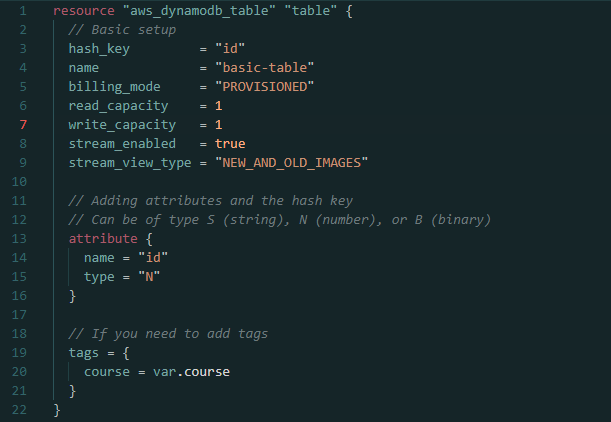 1 resource "aws_dynamodb_table" "table" {
2   // Basic setup
3   hash_key         = "id"
4   name             = "basic-table"
5   billing_mode     = "PROVISIONED"
6   read_capacity    = 1
7   write_capacity   = 1
8   stream_enabled   = true
9   stream_view_type = "NEW_AND_OLD_IMAGES"
10
11   // Adding attributes and the hash key
12   // Can be of type S (string), N (number), or B (binary)
13   attribute {
14     name = "id"
15     type = "N"
16   }
17
18   // If you need to add tags
19   tags = {
20     course = var.course
21   }
22 }